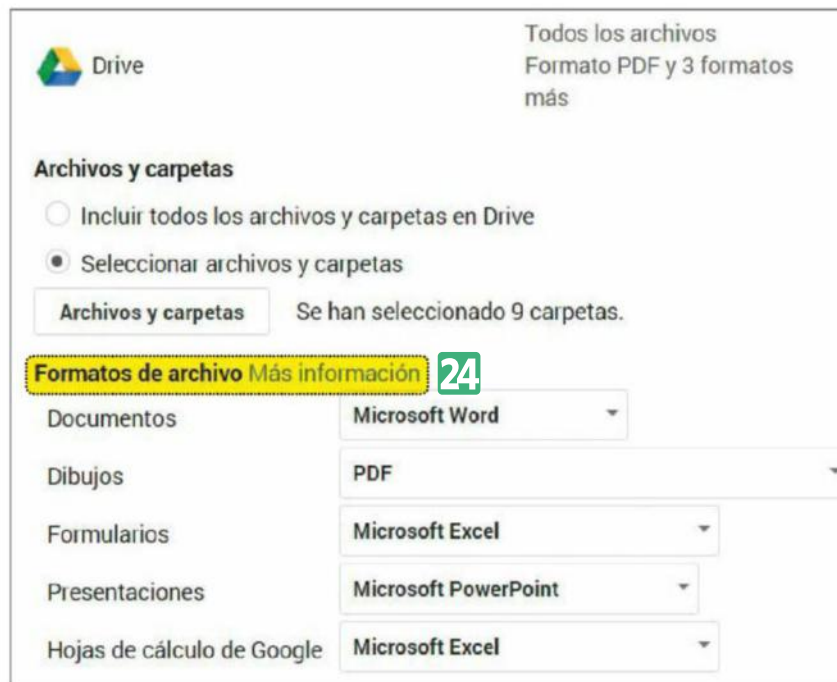 Drive
Todos los archivos
Formato PDF y 3 formatos
más
Archivos y carpetas
Incluir todos los archivos y carpetas en Drive
Seleccionar archivos y carpetas
Archivos y carpetas Se han seleccionado 9 carpetas.
Formatos de archivo Más información 24
Documentos Microsoft Word
Dibujos PDF
Formularios Microsoft Excel
Presentaciones Microsoft PowerPoint
Hojas de cálculo de Google Microsoft Excel